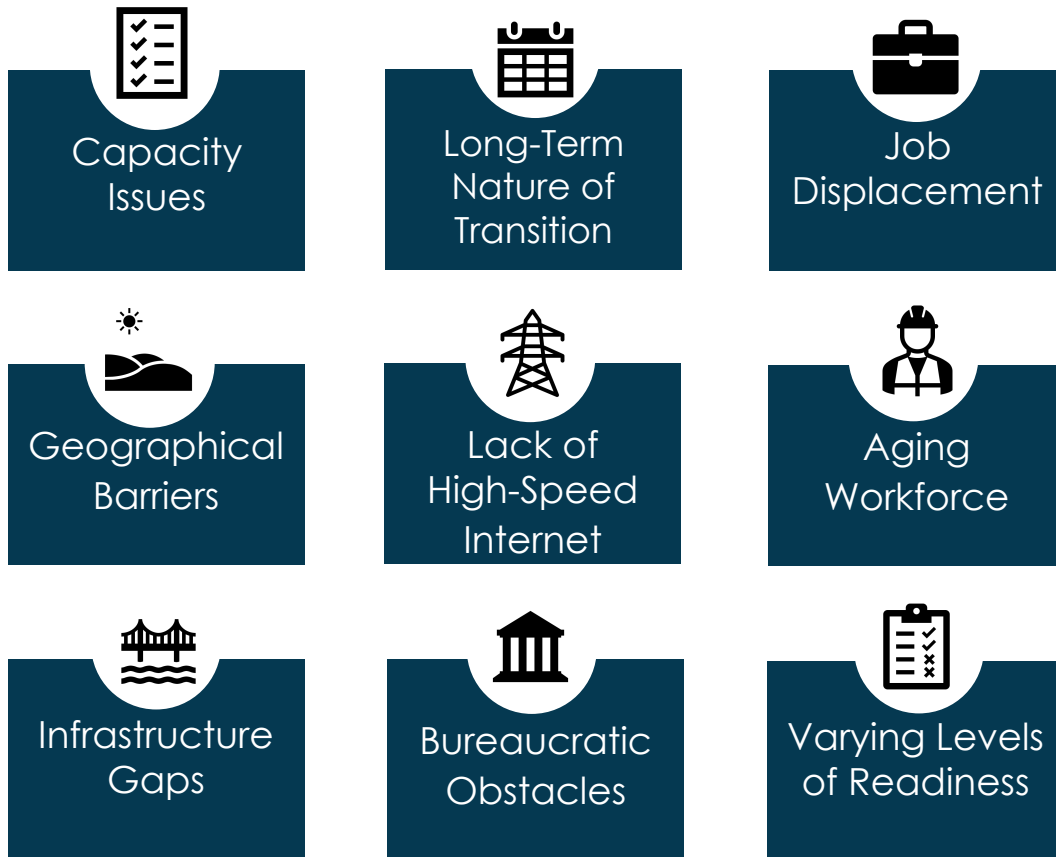 Capacity
Issues
Long-Term
Nature of
Transition
Job
Displacement
Geographical
Barriers
Lack of
High-Speed
Internet
Aging
Workforce
Infrastructure
Gaps
Bureaucratic
Obstacles
Varying Levels
of Readiness